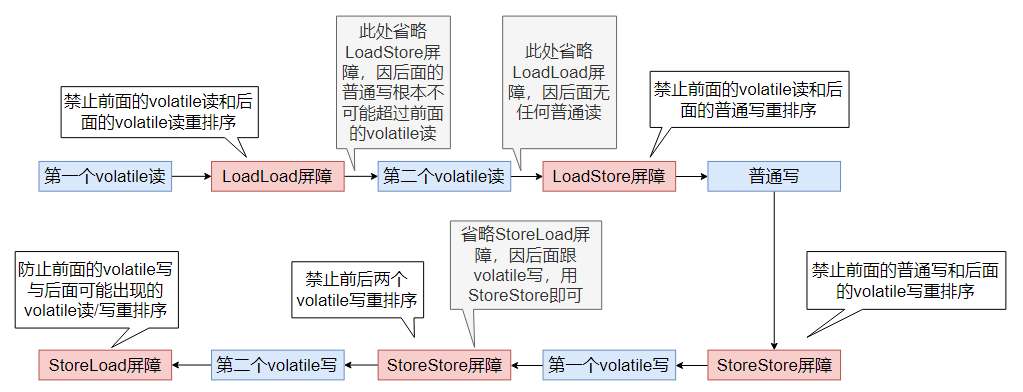 此处省略
LoadStore屏
障，因后面的
普通写根本不
可能超过前面
的volatile读
此处省略
LoadLoad屏
障，因后面无
任何普通读
禁止前面的volatile读和后
面的volatile读重排序
禁止前面的volatile读和后
面的普通写重排序
第一个volatile读
LoadLoad屏障
第二个volatile读
LoadStore屏障
普通写
省略StoreLoad屏
障，因后面跟
volatile写，用
StoreStore即可
防止前面的volatile写
与后面可能出现的
volatile读/写重排序
禁止前后两个
volatile写重排序
禁止前面的普通写和后面
的volatile写重排序
StoreLoad屏障
第二个volatile写
StoreStore屏障
第一个volatile写
StoreStore屏障